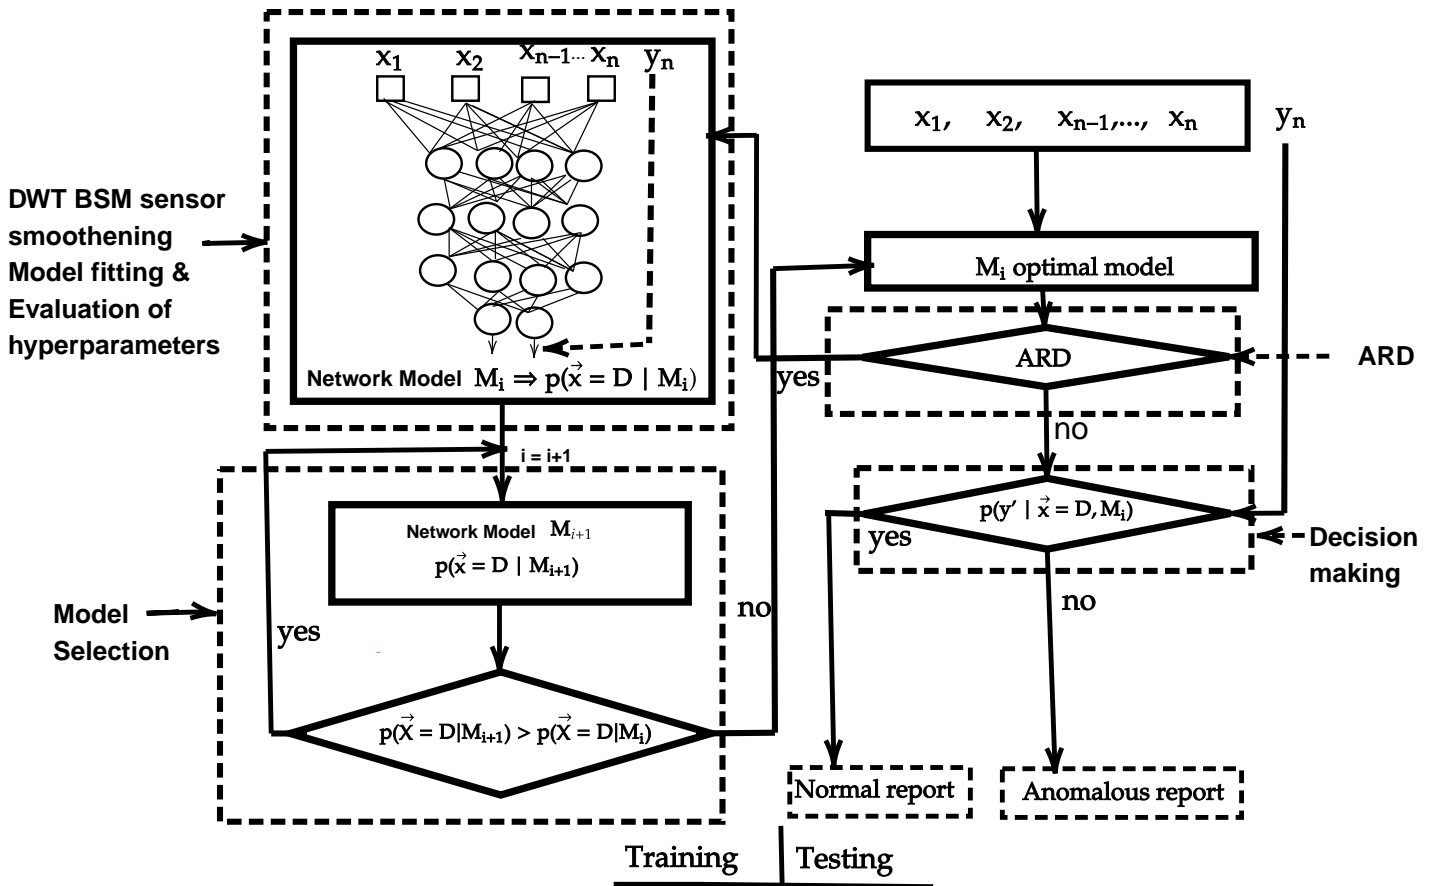 x₁ x₂ xₙ₋₁... xₙ yₙ
DWT BSM sensor
smoothening
Model fitting &
Evaluation of
hyperparameters
Network Model Mᵢ ⇒ p(x⃗ = D | Mᵢ)
i = i+1
Network Model Mᵢ₊₁
p(x⃗ = D | Mᵢ₊₁)
Model
Selection
yes
no
p(X⃗ = D|Mᵢ₊₁) > p(X⃗ = D|Mᵢ)
x₁, x₂, xₙ₋₁,..., xₙ
yₙ
Mᵢ optimal model
ARD
ARD
yes
no
p(y′ | x⃗ = D, Mᵢ)
yes
Decision
making
no
Normal report
Anomalous report
Training
Testing